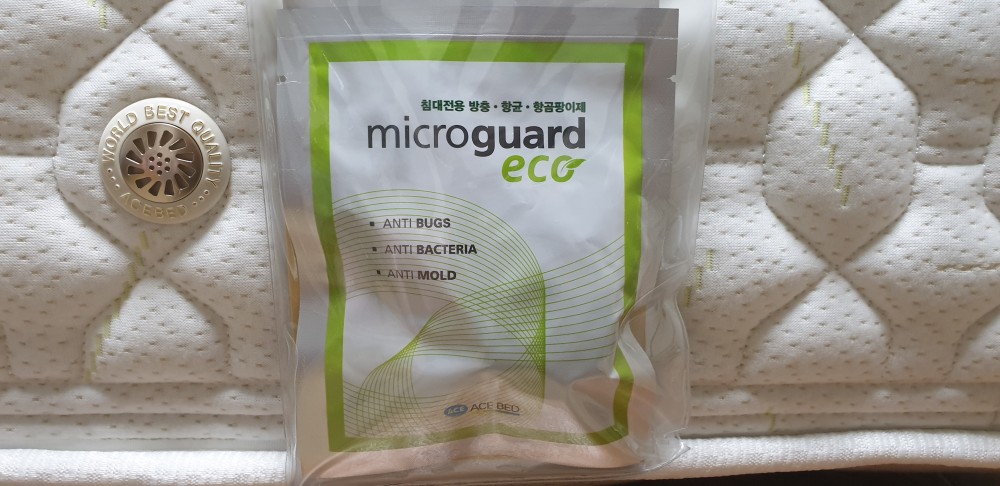 WORLD BEST QUALITY
ACEBED
침대전용 방충 · 항균 · 항곰팡이제
microguard
eco
▪ ANTI BUGS
▪ ANTI BACTERIA
▪ ANTI MOLD
ACE ACE BED